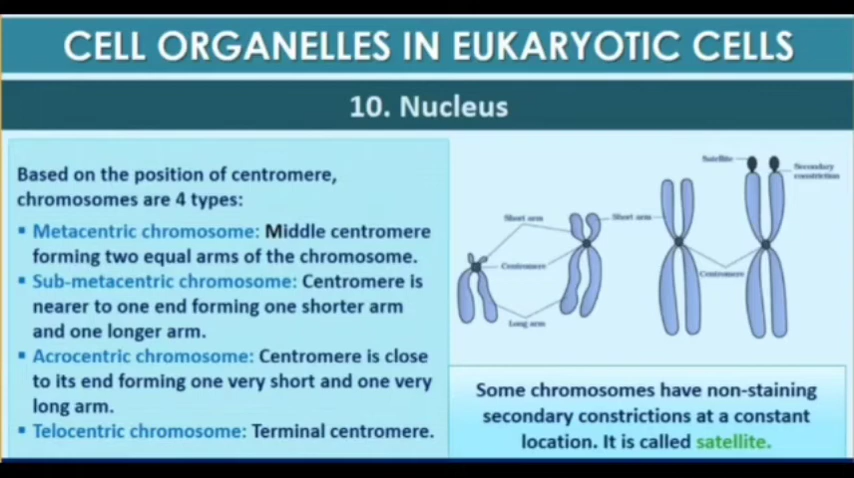 CELL ORGANELLES IN EUKARYOTIC CELLS
10. Nucleus
Based on the position of centromere,
chromosomes are 4 types:
▪ Metacentric chromosome: Middle centromere
forming two equal arms of the chromosome.
▪ Sub-metacentric chromosome: Centromere is
nearer to one end forming one shorter arm
and one longer arm.
▪ Acrocentric chromosome: Centromere is close
to its end forming one very short and one very
long arm.
▪ Telocentric chromosome: Terminal centromere.
Satellite
Secondary
constriction
Short arm
Short arm
Centromere
Centromere
Long arm
Some chromosomes have non-staining
secondary constrictions at a constant
location. It is called satellite.